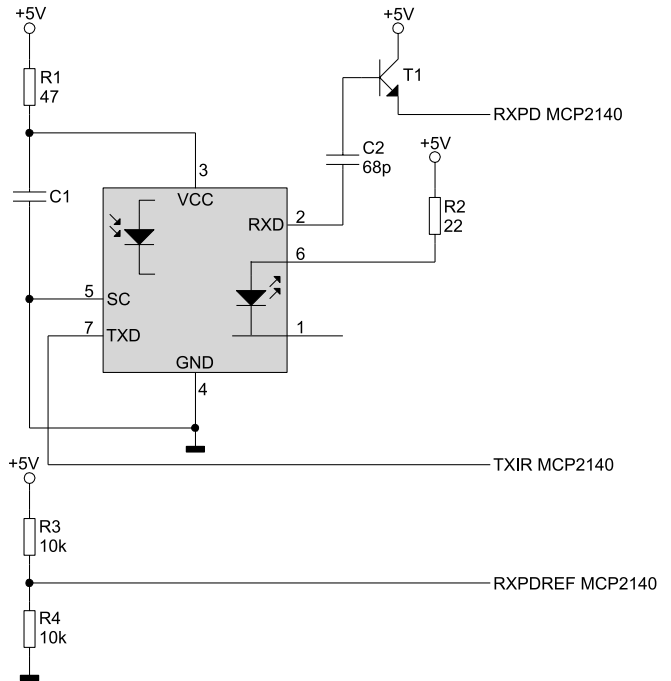 +5V
+5V
R1
47
T1
RXPD MCP2140
+5V
C2
68p
3
C1
VCC
R2
22
RXD
2
6
5
SC
7
TXD
1
GND
4
+5V
TXIR MCP2140
R3
10k
RXPDREF MCP2140
R4
10k